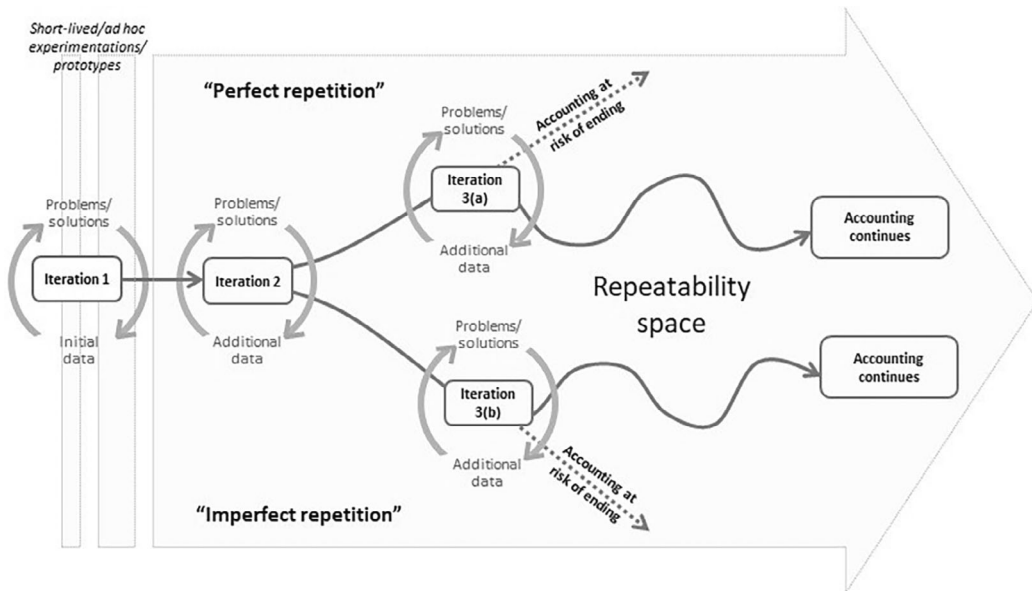 Short-lived/ad hoc
experimentations/
prototypes
“Perfect repetition”
Problems/
solutions
Iteration 1
Initial
data
Problems/
solutions
Iteration 2
Additional
data
Problems/
solutions
Iteration
3(a)
Additional
data
Accounting at
risk of ending
Accounting
continues
Repeatability
space
Problems/
solutions
Iteration
3(b)
Additional
data
Accounting at
risk of ending
Accounting
continues
“Imperfect repetition”